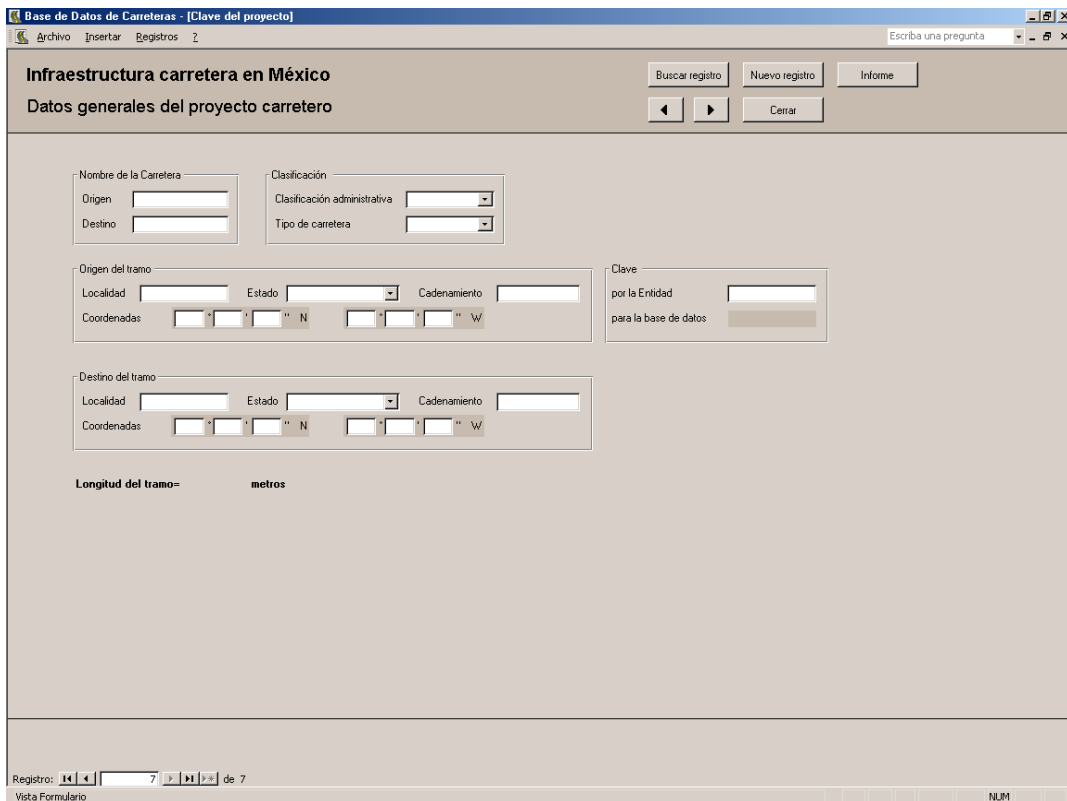 Base de Datos de Carreteras - [Clave del proyecto]
Archivo Insertar Registros ? Escriba una pregunta
Infraestructura carretera en México
Buscar registro Nuevo registro Informe
Datos generales del proyecto carretero
Cerrar
Nombre de la Carretera Clasificación
Origen Clasificación administrativa
Destino Tipo de carretera
Origen del tramo Clave
Localidad Estado Cadenamiento por la Entidad
Coordenadas ° ' " N ° ' " W para la base de datos
Destino del tramo
Localidad Estado Cadenamiento
Coordenadas ° ' " N ° ' " W
Longitud del tramo= metros
Registro: 7 de 7
Vista Formulario NUM